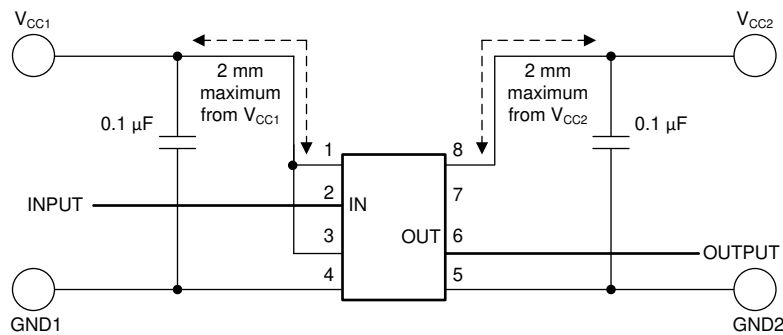 VCC1
VCC2
2 mm
maximum
from VCC1
2 mm
maximum
from VCC2
0.1 µF
0.1 µF
1
8
2
7
INPUT
IN
3
6
OUT
OUTPUT
4
5
GND1
GND2